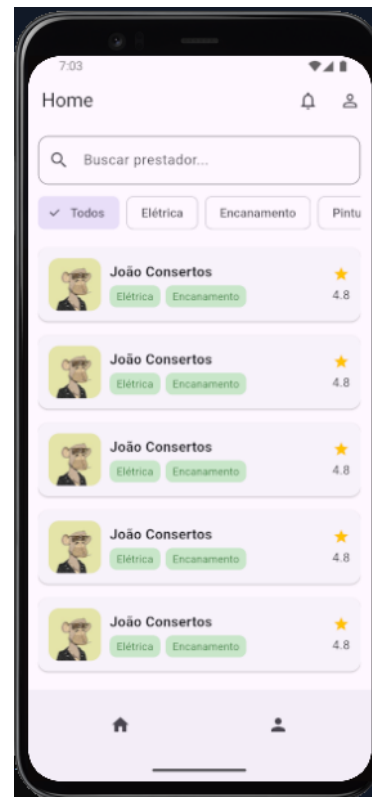 7:03
Home
Buscar prestador...
Todos Elétrica Encanamento Pintu
João Consertos
Elétrica Encanamento
4.8
João Consertos
Elétrica Encanamento
4.8
João Consertos
Elétrica Encanamento
4.8
João Consertos
Elétrica Encanamento
4.8
João Consertos
Elétrica Encanamento
4.8